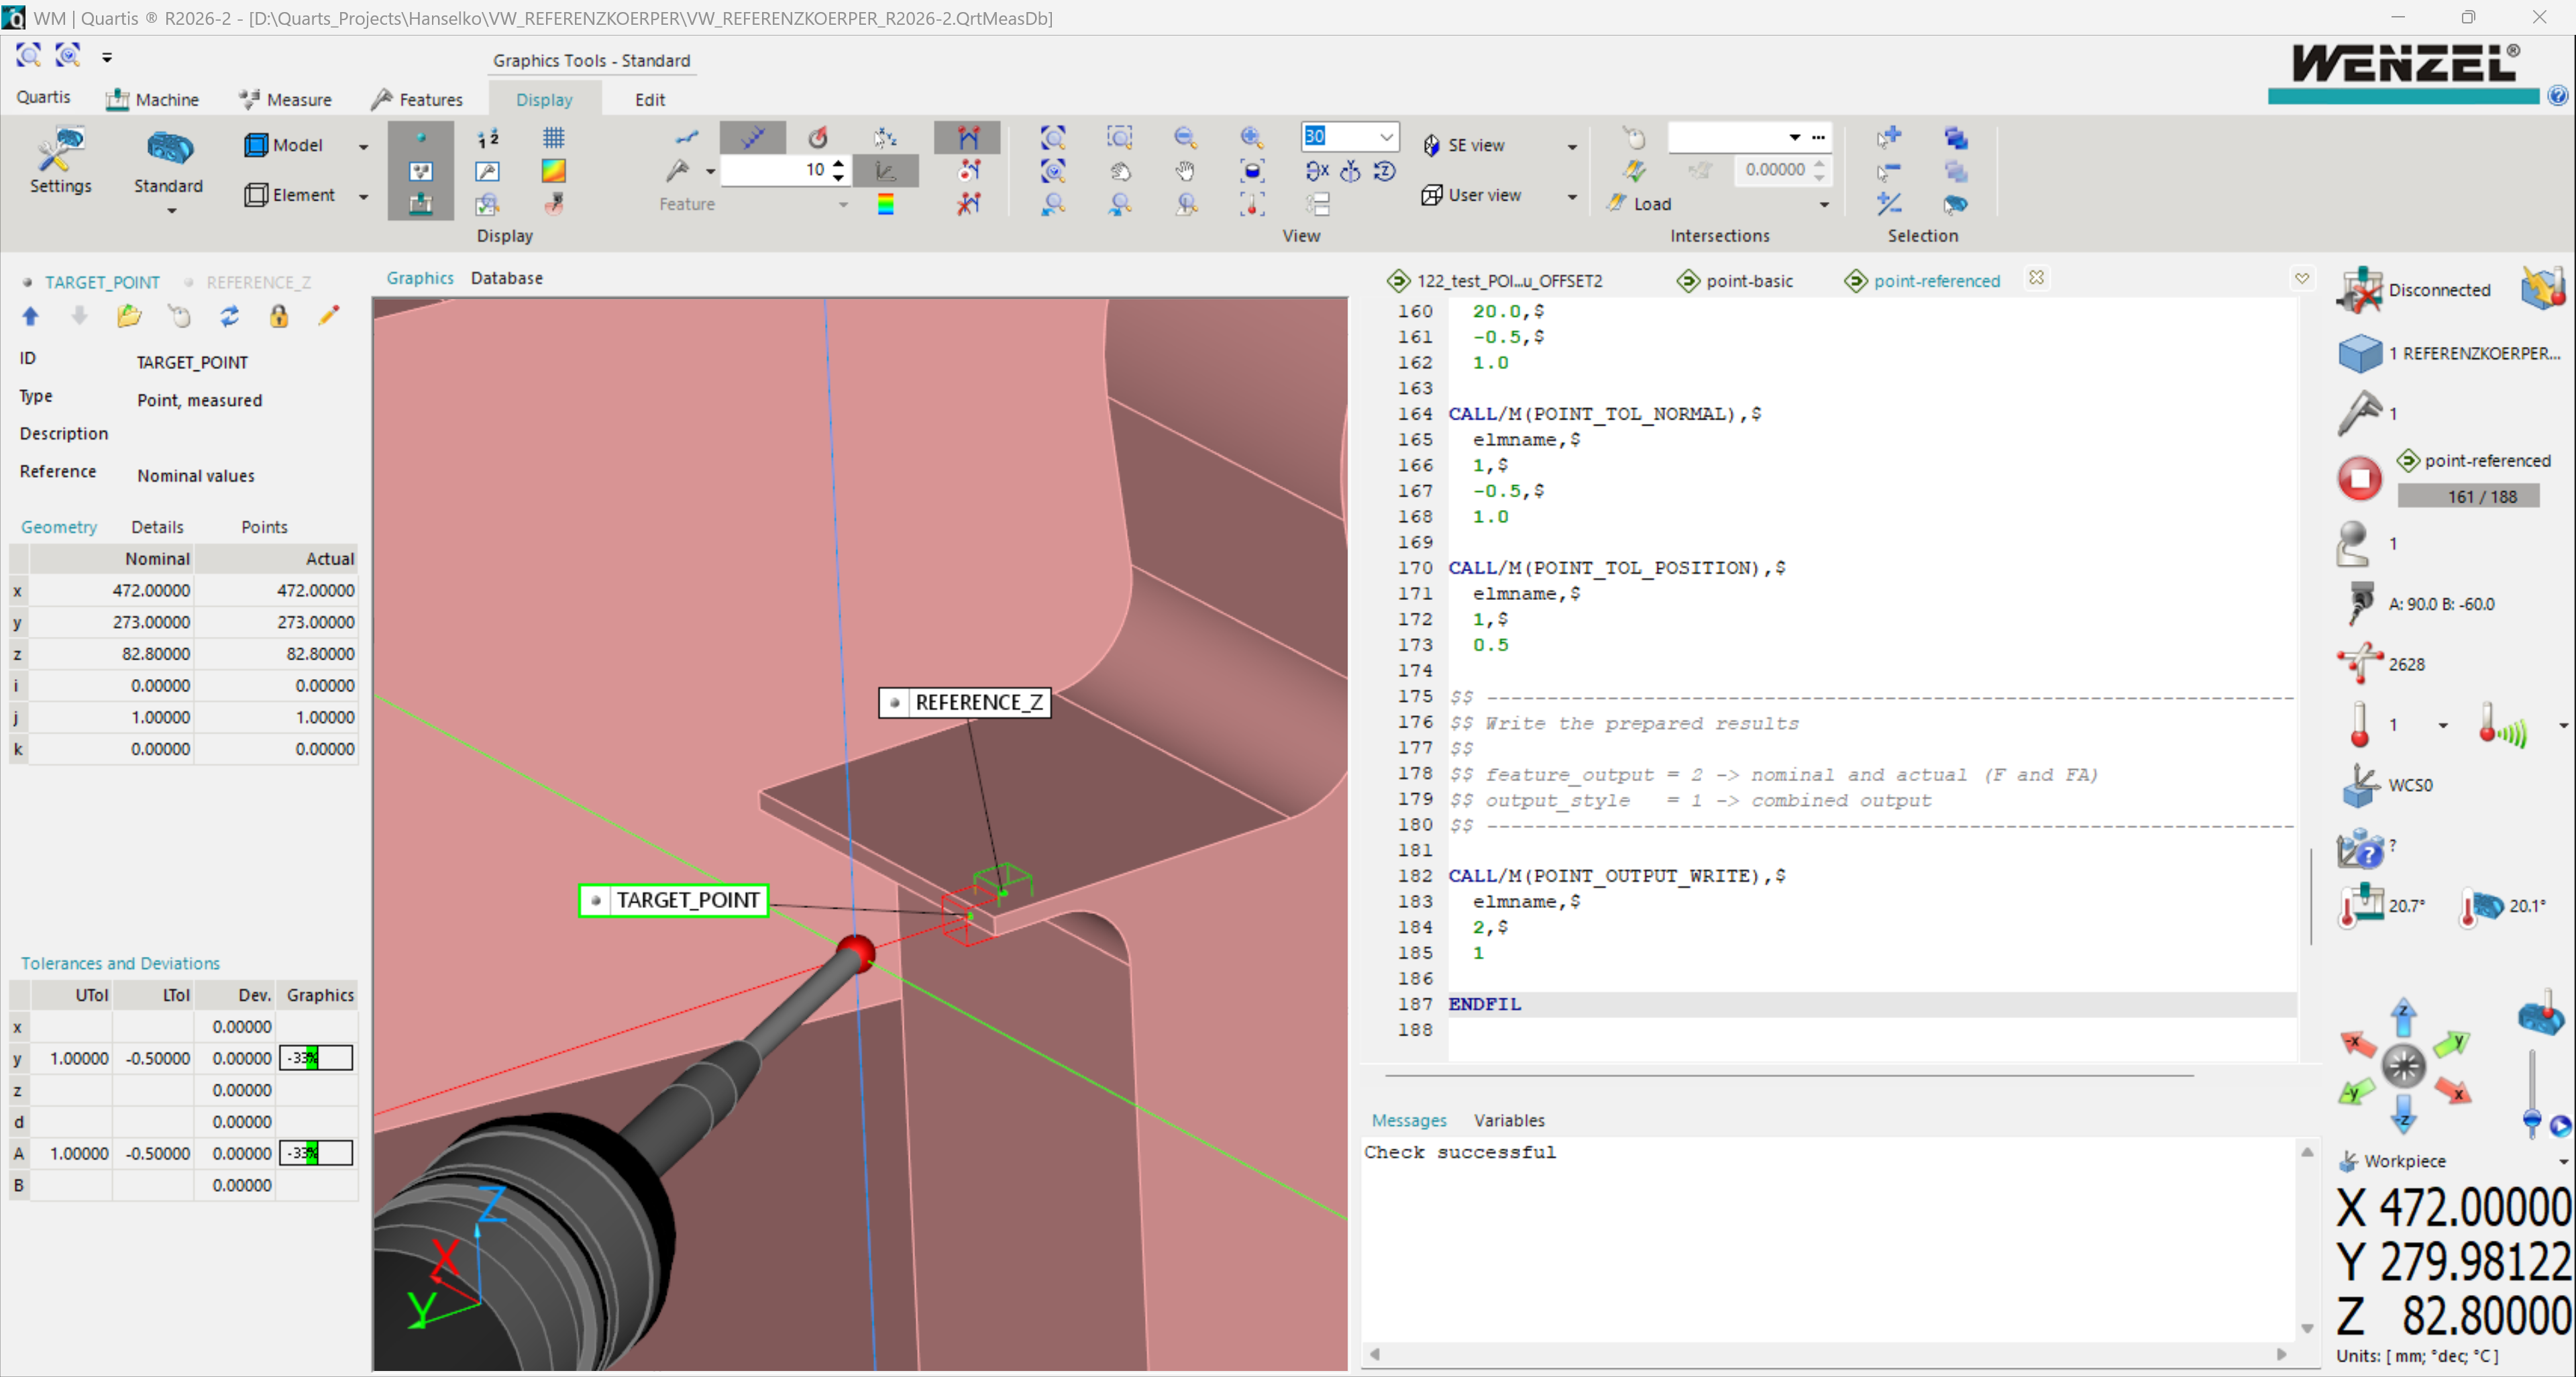 WM | Quartis ® R2026-2 - [D:\Quarts_Projects\Hanselko\VW_REFERENZKOERPER\VW_REFERENZKOERPER_R2026-2.QrtMeasDb]
Graphics Tools - Standard
WENZEL®
Quartis Machine Measure Features Display Edit
Settings
Standard
Model
Element
1 2
10
Feature
Display
30
SE view
User view
View
0.00000
Load
Intersections
Selection
TARGET_POINT REFERENCE_Z
ID TARGET_POINT
Type Point, measured
Description
Reference Nominal values
Geometry Details Points
Nominal Actual
x 472.00000 472.00000
y 273.00000 273.00000
z 82.80000 82.80000
i 0.00000 0.00000
j 1.00000 1.00000
k 0.00000 0.00000
Tolerances and Deviations
UTol LTol Dev. Graphics
x 0.00000
y 1.00000 -0.50000 0.00000 -33%
z 0.00000
d 0.00000
A 1.00000 -0.50000 0.00000 -33%
B 0.00000
Graphics Database
REFERENCE_Z
TARGET_POINT
Z
X
Y
122_test_POI...u_OFFSET2 point-basic point-referenced
160 20.0,$
161 -0.5,$
162 1.0
163
164 CALL/M(POINT_TOL_NORMAL),$
165 elmname,$
166 1,$
167 -0.5,$
168 1.0
169
170 CALL/M(POINT_TOL_POSITION),$
171 elmname,$
172 1,$
173 0.5
174
175 $$ --------------------------------------------------------------------
176 $$ Write the prepared results
177 $$
178 $$ feature_output = 2 -> nominal and actual (F and FA)
179 $$ output_style   = 1 -> combined output
180 $$ --------------------------------------------------------------------
181
182 CALL/M(POINT_OUTPUT_WRITE),$
183 elmname,$
184 2,$
185 1
186
187 ENDFIL
188
Messages Variables
Check successful
Disconnected
1 REFERENZKOERPER...
1
point-referenced
161 / 188
1
A: 90.0 B: -60.0
2628
1
WCS0
?
20.7° 20.1°
z
-x y
-y x
-z
Workpiece
X 472.00000
Y 279.98122
Z 82.80000
Units: [ mm; °dec; °C ]